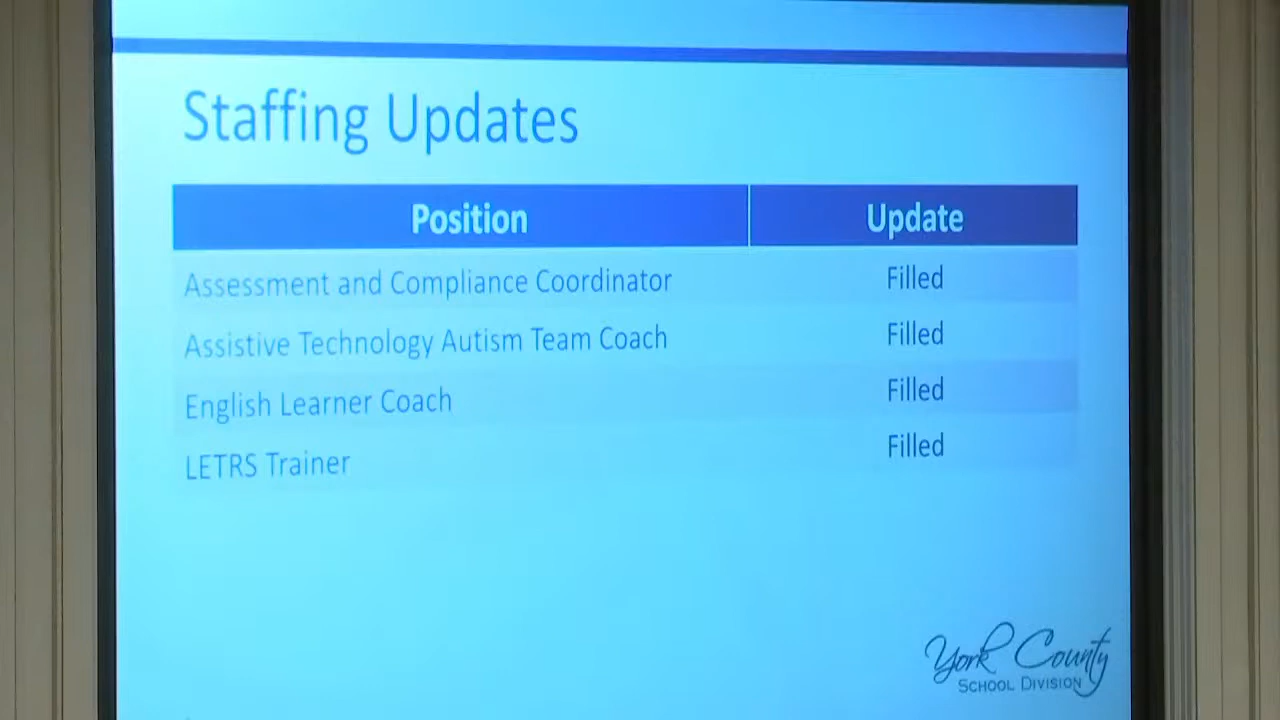 Staffing Updates
Position Update
Assessment and Compliance Coordinator Filled
Assistive Technology Autism Team Coach Filled
English Learner Coach Filled
LETRS Trainer Filled
York County
School Division